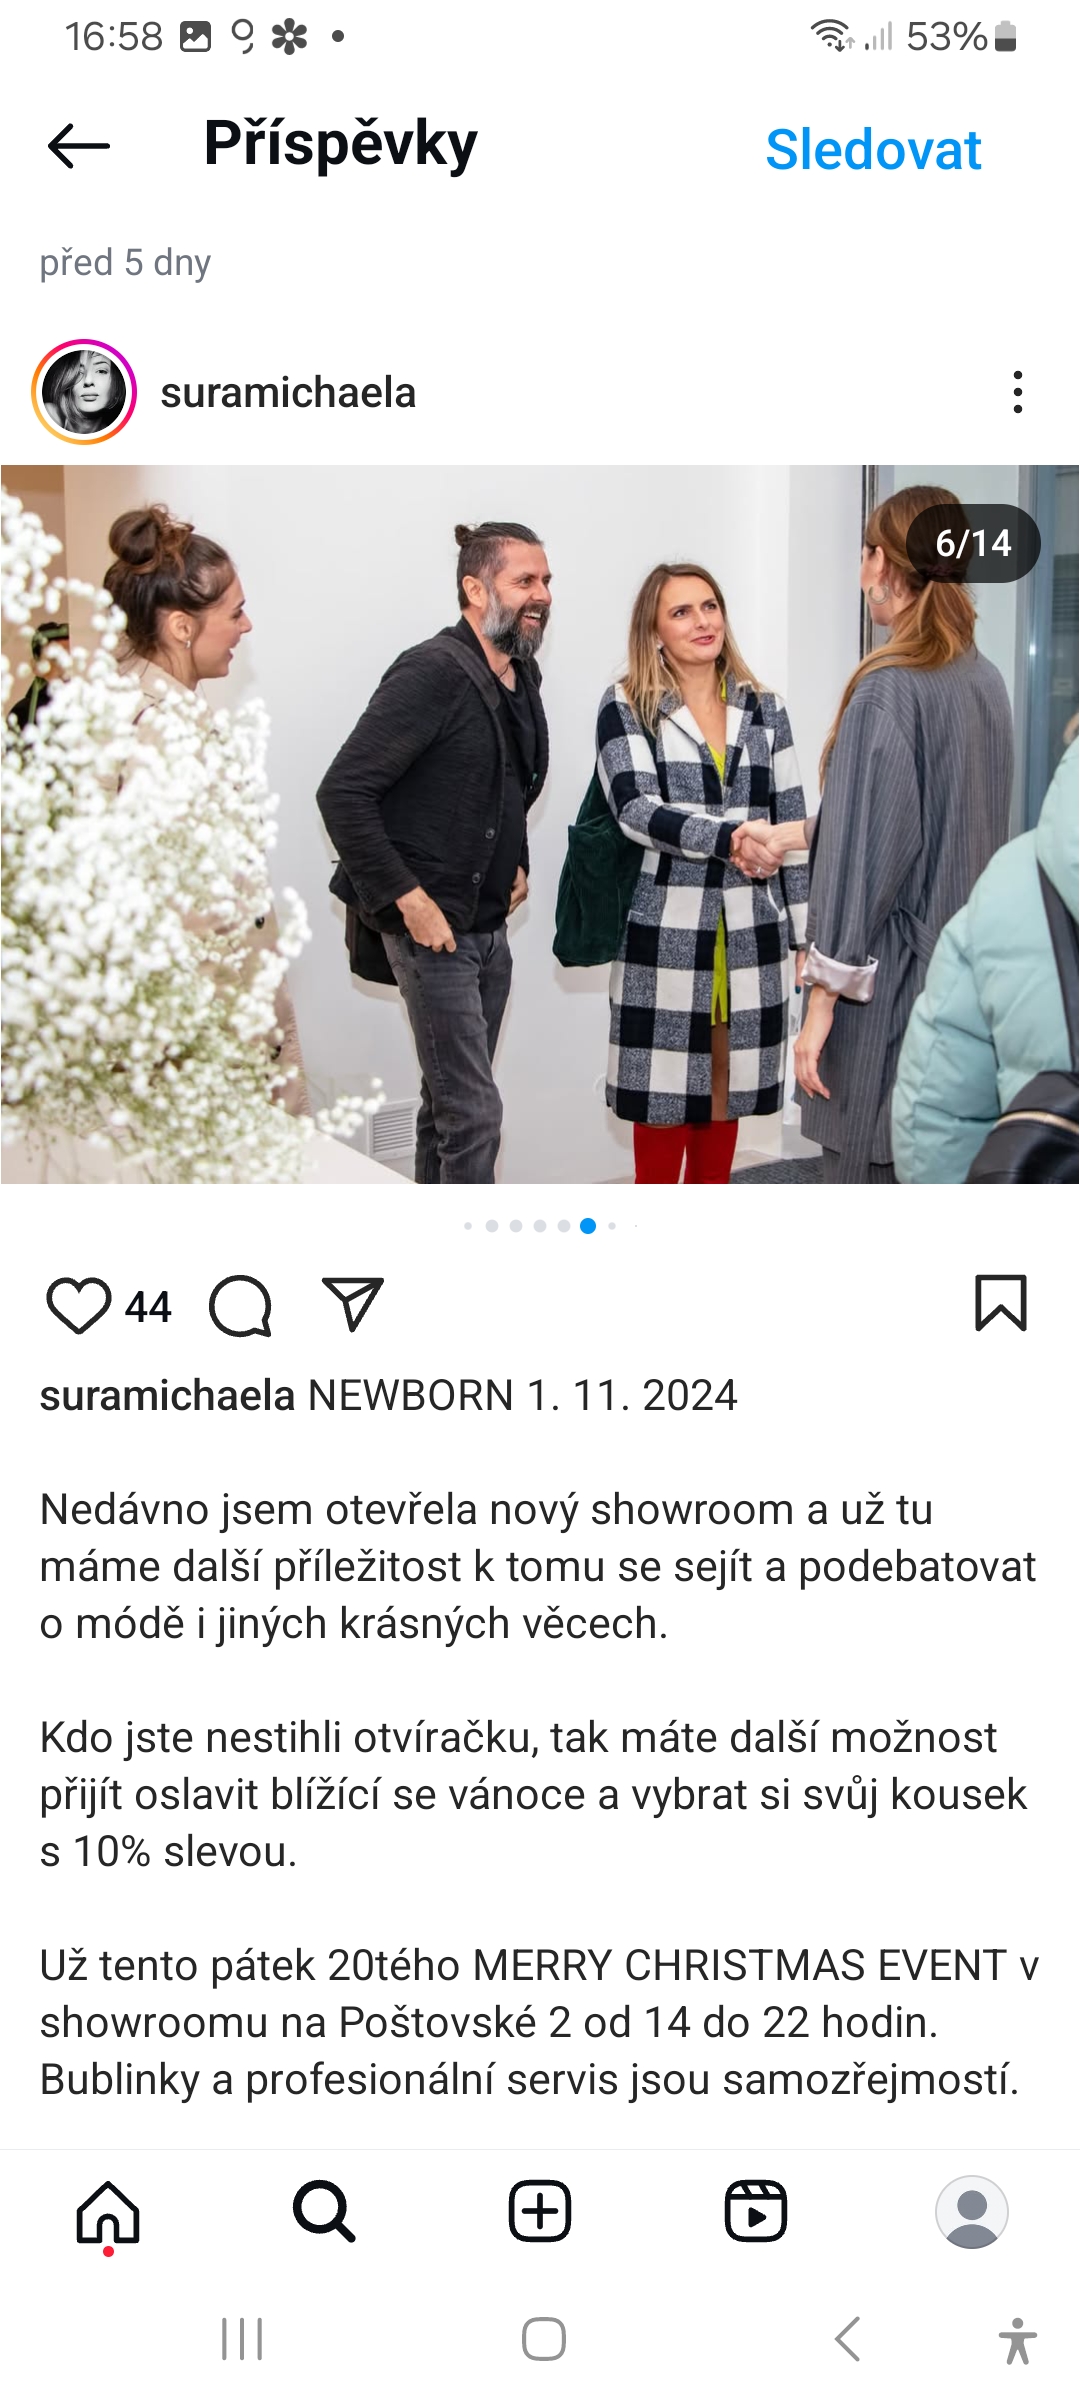 16:58
53%
Příspěvky
Sledovat
před 5 dny
suramichaela
6/14
44
suramichaela NEWBORN 1. 11. 2024
Nedávno jsem otevřela nový showroom a už tu
máme další příležitost k tomu se sejít a podebatovat
o módě i jiných krásných věcech.
Kdo jste nestihli otvíračku, tak máte další možnost
přijít oslavit blížící se vánoce a vybrat si svůj kousek
s 10% slevou.
Už tento pátek 20tého MERRY CHRISTMAS EVENT v
showroomu na Poštovské 2 od 14 do 22 hodin.
Bublinky a profesionální servis jsou samozřejmostí.